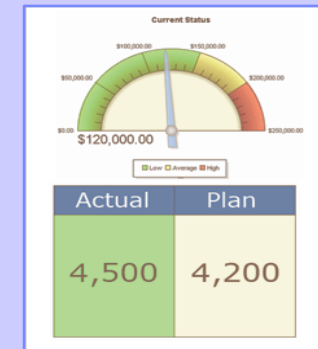 Current Status
$100,000.00 $150,000.00
$50,000.00 $200,000.00
$0.00 $250,000.00
$120,000.00
Low Average High
Actual Plan
4,500 4,200